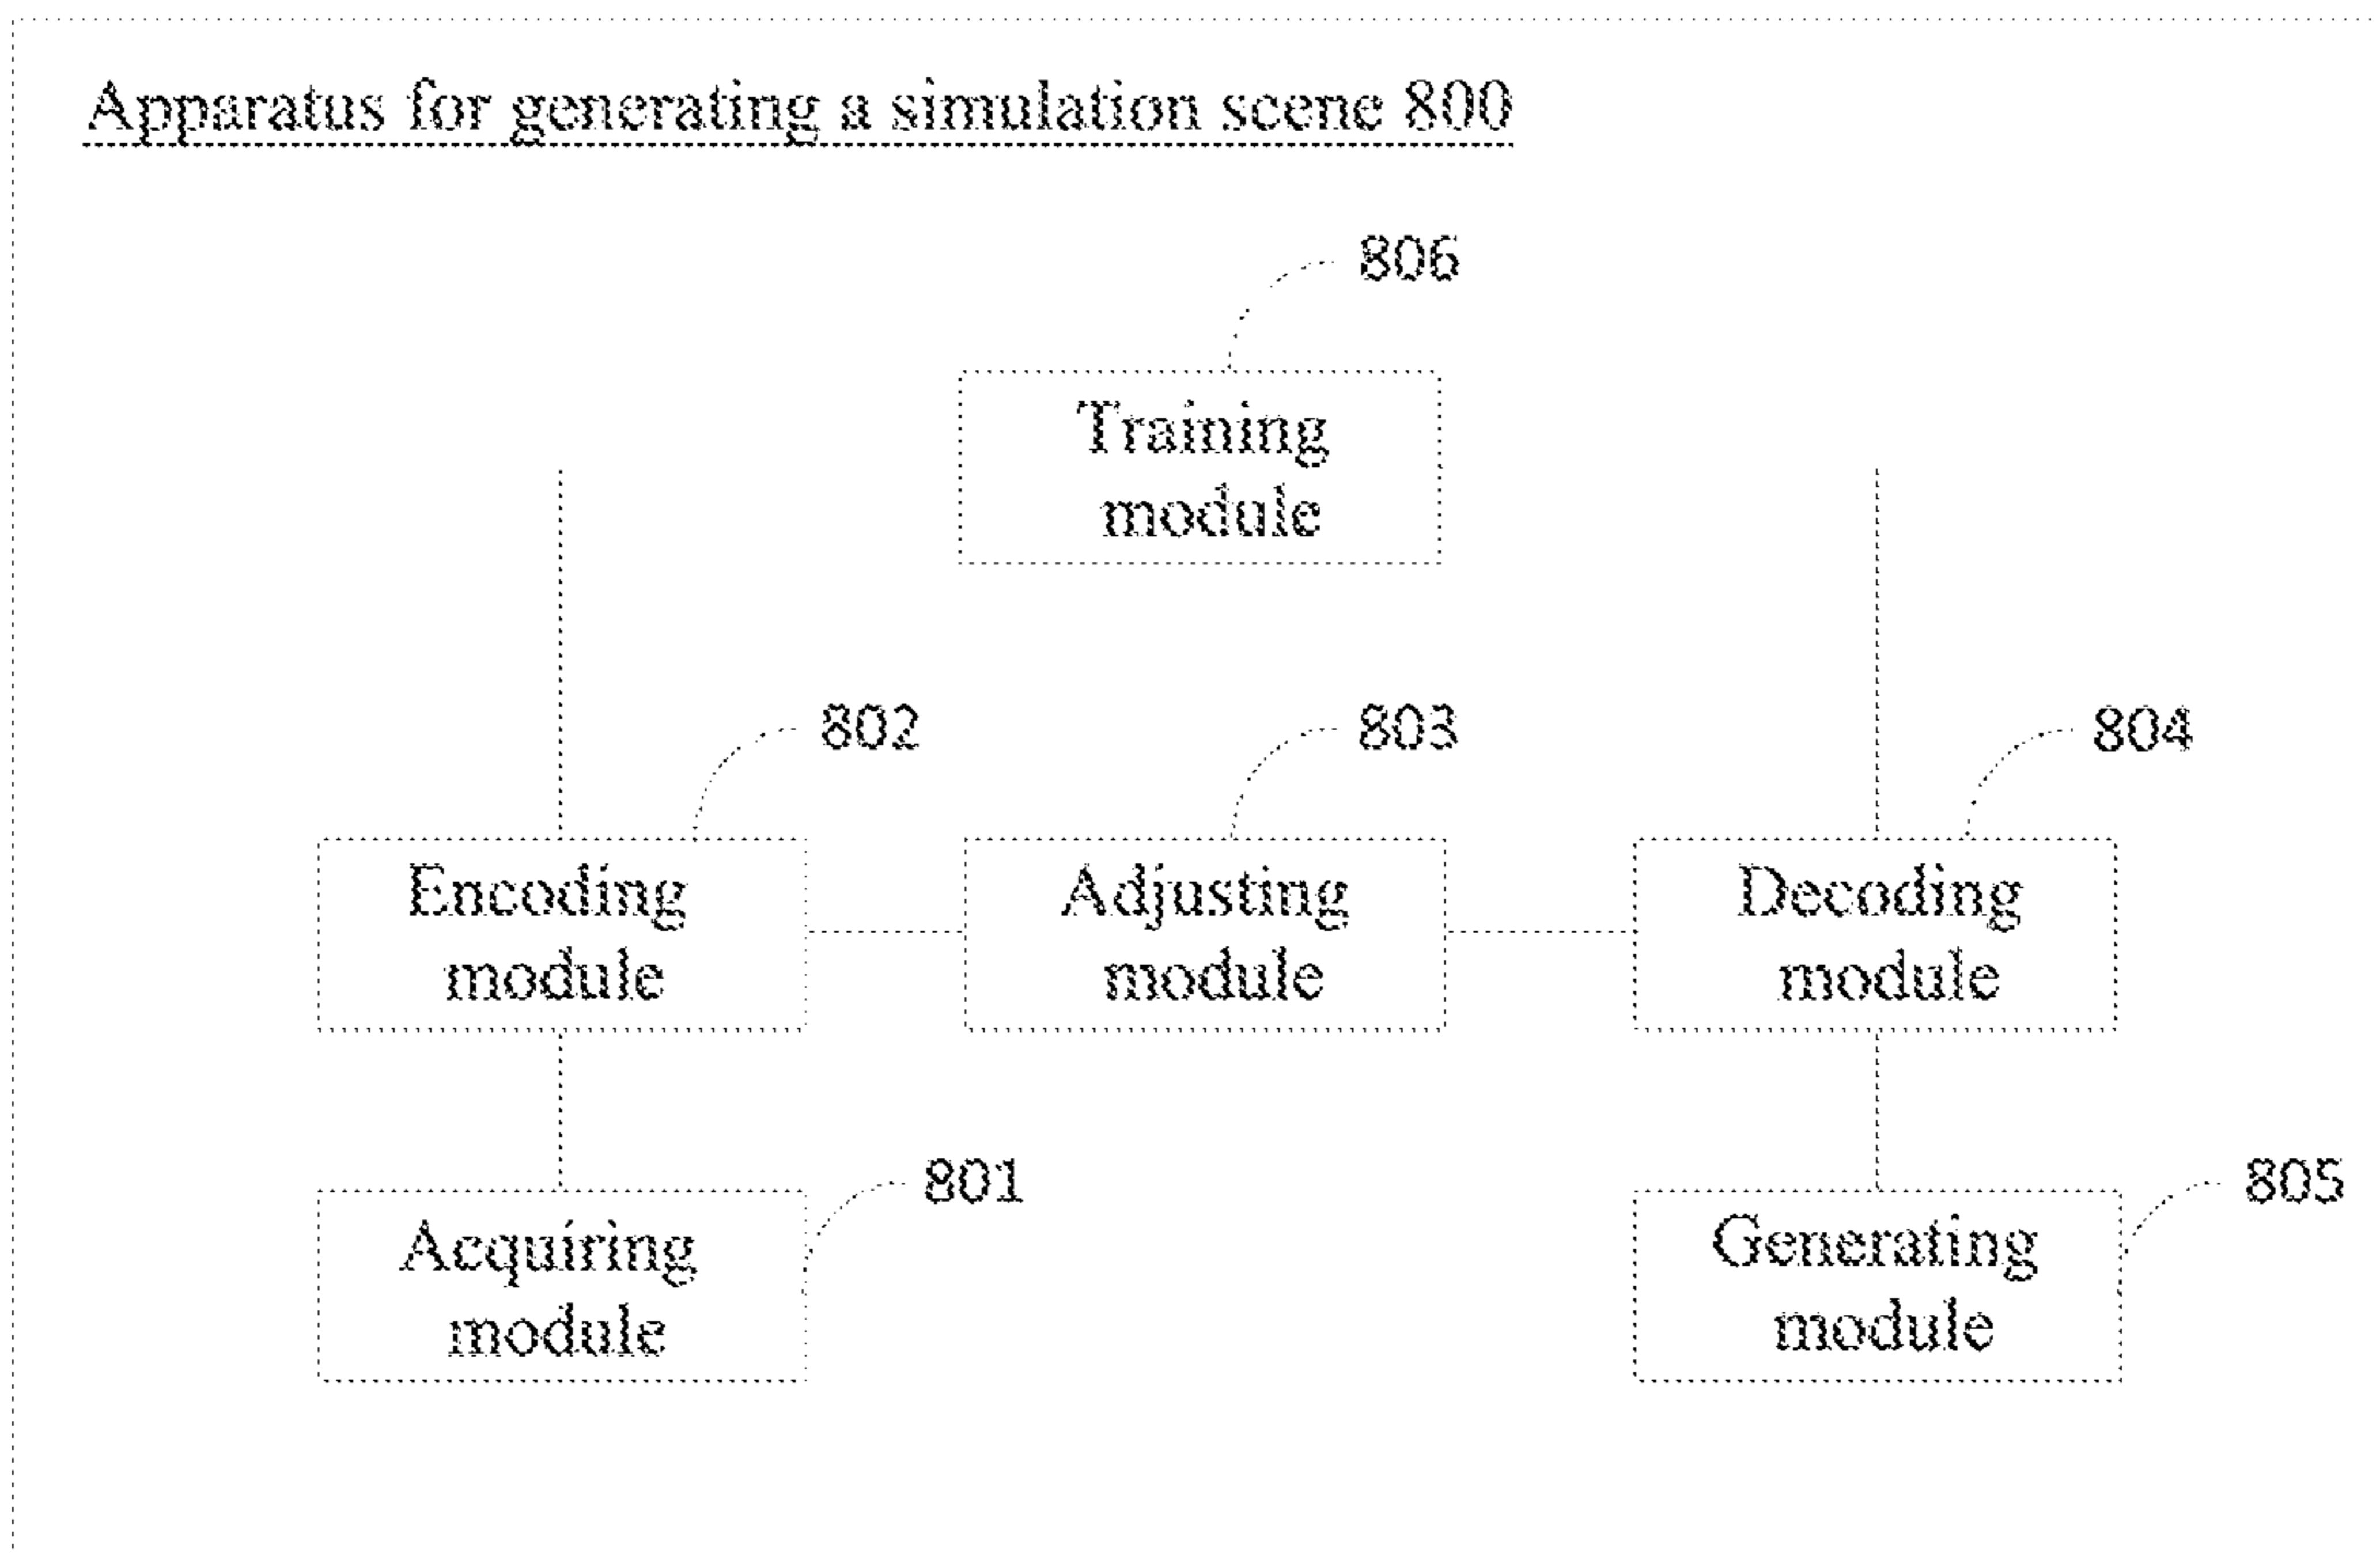 Apparatus for generating a simulation scene 800
806
Training
module
802
803
804
Encoding
module
Adjusting
module
Decoding
module
801
805
Acquiring
module
Generating
module